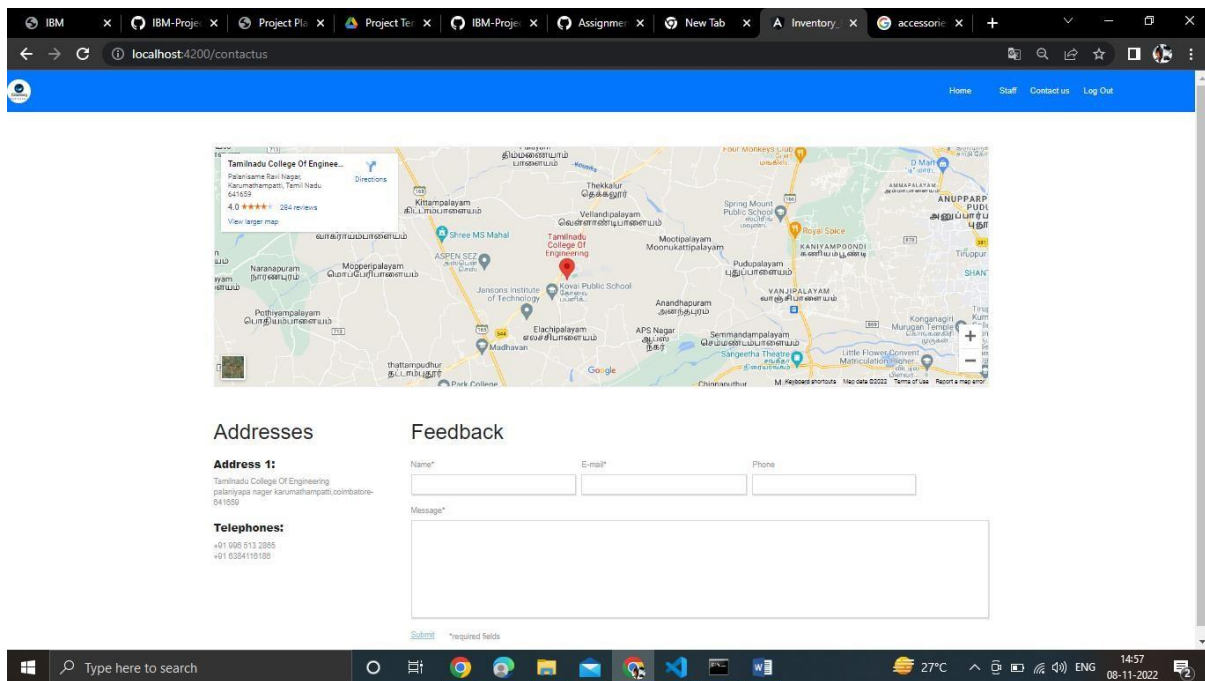 IBM
IBM-Projec
Project Pla
Project Ter
IBM-Projec
Assignmen
New Tab
Inventory_
accessorie
localhost:4200/contactus
Home Staff Contact us Log Out
Tamilnadu College Of Enginee...
Palanisame Ravi Nagar,
Karumathampatti, Tamil Nadu
641659
4.0 284 reviews
View larger map
Directions
Four Monkeys Club
D Mart
Thekkalur
தெக்கலூர்
Kittampalayam
கிட்டாம்பாளையம்
Vellandipalayam
வெள்ளாண்டிபாளையம்
Spring Mount
Public School
AMMAPALAYAM
ANUPPARP
PUDU
Royal Spice
Shree MS Mahal
Tamilnadu
College Of
Engineering
Mooctipalayam
Moonukattipalayam
KANIYAMPOONDI
கணியாம்பூண்டி
Tiruppur
ASPEN SEZ
Naranapuram
நாரணபுரம்
Mopperipalayam
மோப்பேரிபாளையம்
Pudupalayam
புதுப்பாளையம்
SHANT
Jansons Institute
of Technology
Kovai Public School
Anandhapuram
அனந்தபுரம்
VANJIPALAYAM
வாஞ்சிபாளையம்
Pothiyampalayam
பொதியம்பாளையம்
Konganagiri
Murugan Temple
Elachipalayam
எலச்சிபாளையம்
APS Nagar
Semmandampalayam
செம்மாண்டம்பாளையம்
Madhavan
Sangeetha Theatre
Little Flower Convent
Matriculation Higher
thattampudhur
தட்டாம்புதூர்
Park College
Google
Chinnaputhur
Keyboard shortcuts Map data ©2022 Terms of Use Report a map error
Addresses
Address 1:
Tamilnadu College Of Engineering
palaniyapa nager karumathampatti,coimbatore-
641659
Telephones:
+91 996 513 2865
+91 6384116186
Feedback
Name* E-mail* Phone
Message*
Submit *required fields
Type here to search
27°C
ENG
14:57
08-11-2022